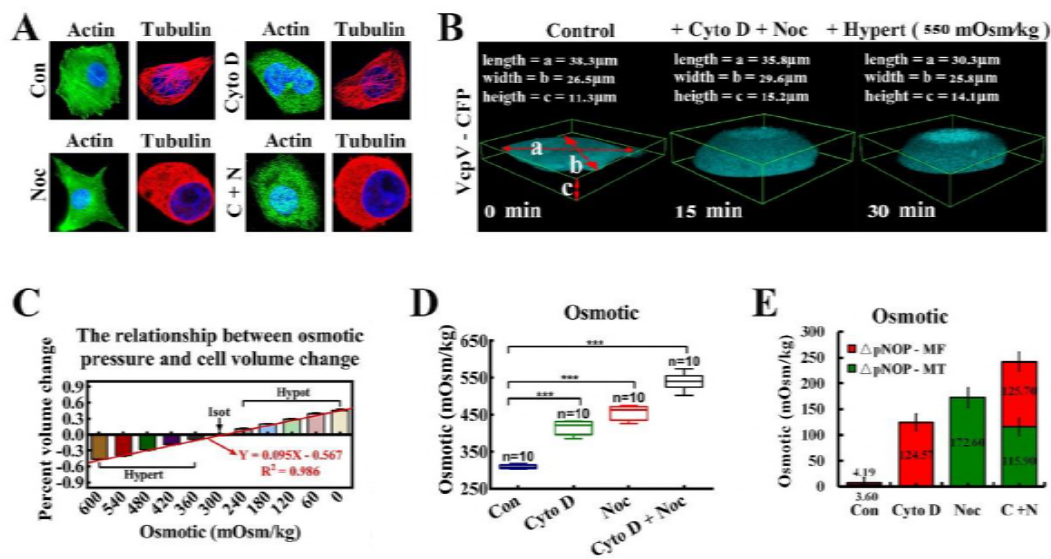 A
Actin Tubulin Actin Tubulin
Con
Cyto D
Actin Tubulin Actin Tubulin
Noc
C + N
B
Control + Cyto D + Noc + Hypert ( 550 mOsm/kg )
length = a = 38.3μm
width = b = 26.5μm
heigth = c = 11.3μm
length = a = 35.8μm
width = b = 29.6μm
heigth = c = 15.2μm
length = a = 30.3μm
width = b = 25.8μm
height = c = 14.1μm
VcpV - CFP
a
b
c
0 min 15 min 30 min
C
The relationship between osmotic
pressure and cell volume change
Percent volume change
0.9
0.6
0.3
0.0
-0.3
-0.6
-0.9
Isot
Hypot
Hypert
Y = 0.095X - 0.567
R² = 0.986
600 540 480 420 360 300 240 180 120 60 0
Osmotic (mOsm/kg)
D
Osmotic
Osmotic (mOsm/kg)
650
550
450
350
250
***
***
***
n=10
n=10
n=10
n=10
Con Cyto D Noc Cyto D + Noc
E
Osmotic
Osmotic (mOsm/kg)
300
250
200
150
100
50
0
△pNOP - MF
△pNOP - MT
4.19
3.60
124.57
172.60
125.70
115.90
Con Cyto D Noc C +N